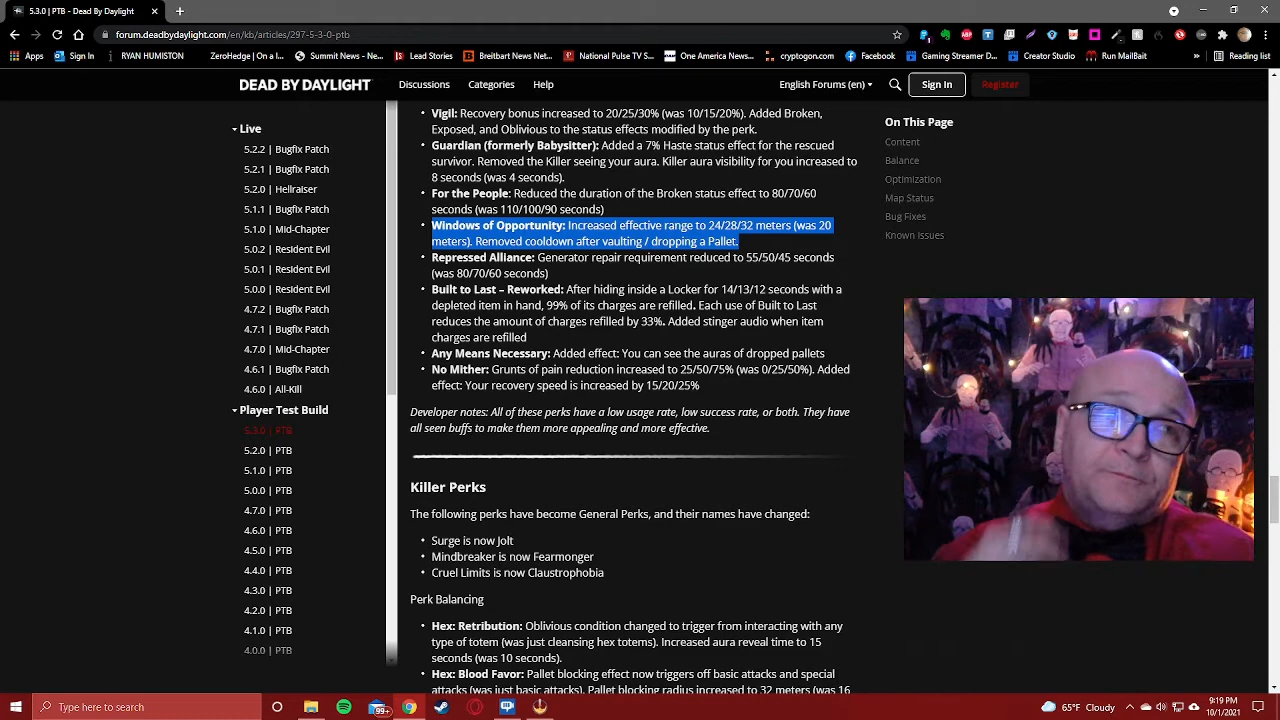 5.3.0 | PTB - Dead by Daylight
forum.deadbydaylight.com/en/kb/articles/297-5-3-0-ptb
Apps
Sign In
RYAN HUMISTON
ZeroHedge | On a l...
Summit News - Ne...
Lead Stories
Breitbart News Net...
National Pulse | T S...
One America News...
cryptogon.com
Facebook
Gaming Streamer D...
Creator Studio
Run MailBait
»
Reading list
DEAD BY DAYLIGHT
Discussions
Categories
Help
English Forums (en)
Sign In
Register
Live
5.2.2 | Bugfix Patch
5.2.1 | Bugfix Patch
5.2.0 | Hellraiser
5.1.1 | Bugfix Patch
5.1.0 | Mid-Chapter
5.0.2 | Resident Evil
5.0.1 | Resident Evil
5.0.0 | Resident Evil
4.7.2 | Bugfix Patch
4.7.1 | Bugfix Patch
4.7.0 | Mid-Chapter
4.6.1 | Bugfix Patch
4.6.0 | All-Kill
Player Test Build
5.3.0 | PTB
5.2.0 | PTB
5.1.0 | PTB
5.0.0 | PTB
4.7.0 | PTB
4.6.0 | PTB
4.5.0 | PTB
4.4.0 | PTB
4.3.0 | PTB
4.2.0 | PTB
4.1.0 | PTB
4.0.0 | PTB
• Vigil: Recovery bonus increased to 20/25/30% (was 10/15/20%). Added Broken,
Exposed, and Oblivious to the status effects modified by the perk.
• Guardian (formerly Babysitter): Added a 7% Haste status effect for the rescued
survivor. Removed the Killer seeing your aura. Killer aura visibility for you increased to
8 seconds (was 4 seconds).
• For the People: Reduced the duration of the Broken status effect to 80/70/60
seconds (was 110/100/90 seconds)
• Windows of Opportunity: Increased effective range to 24/28/32 meters (was 20
meters). Removed cooldown after vaulting / dropping a Pallet.
• Repressed Alliance: Generator repair requirement reduced to 55/50/45 seconds
(was 80/70/60 seconds)
• Built to Last – Reworked: After hiding inside a Locker for 14/13/12 seconds with a
depleted item in hand, 99% of its charges are refilled. Each use of Built to Last
reduces the amount of charges refilled by 33%. Added stinger audio when item
charges are refilled
• Any Means Necessary: Added effect: You can see the auras of dropped pallets
• No Mither: Grunts of pain reduction increased to 25/50/75% (was 0/25/50%). Added
effect: Your recovery speed is increased by 15/20/25%
Developer notes: All of these perks have a low usage rate, low success rate, or both. They have
all seen buffs to make them more appealing and more effective.
Killer Perks
The following perks have become General Perks, and their names have changed:
• Surge is now Jolt
• Mindbreaker is now Fearmonger
• Cruel Limits is now Claustrophobia
Perk Balancing
• Hex: Retribution: Oblivious condition changed to trigger from interacting with any
type of totem (was just cleansing hex totems). Increased aura reveal time to 15
seconds (was 10 seconds).
• Hex: Blood Favor: Pallet blocking effect now triggers off basic attacks and special
attacks (was just basic attacks). Pallet blocking radius increased to 32 meters (was 16
On This Page
Content
Balance
Optimization
Map Status
Bug Fixes
Known Issues
Type here to search
99+
65°F Cloudy
9:19 PM
10/1/2021